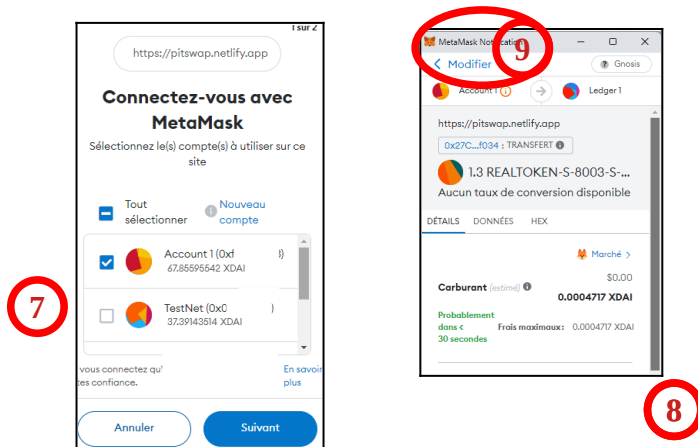 1 sur 2
https://pitswap.netlify.app
Connectez-vous avec
MetaMask
Sélectionnez le(s) compte(s) à utiliser sur ce
site
Tout
sélectionner
Nouveau
compte
Account 1 (0xf 3)
67.85595542 XDAI
TestNet (0x0 )
37.39143514 XDAI
vous connectez qu'
tes confiance.
En savoir
plus
Annuler
Suivant
7
MetaMask Notification
9
Modifier
Gnosis
Account 1
Ledger 1
https://pitswap.netlify.app
0x27C...f034 : TRANSFERT
1.3 REALTOKEN-S-8003-S-...
Aucun taux de conversion disponible
DÉTAILS DONNÉES HEX
Marché >
$0.00
Carburant (estimé)
0.0004717 XDAI
Probablement
dans <
30 secondes
Frais maximaux : 0.0004717 XDAI
8